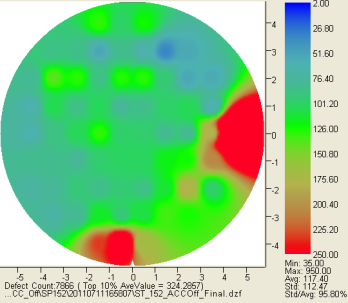 2.00
26.80
51.60
76.40
101.20
126.00
150.80
175.60
200.40
225.20
250.00
4
3
2
1
0
-1
-2
-3
-4
-5 -4 -3 -2 -1 0 1 2 3 4 5
Defect Count:7866 ( Top 10% AveValue = 324.2857)
...CC_Off\SP152\20110711165807\ST_152_ACCOff_Final.dzf
Min: 35.00
Max: 950.00
Avg: 117.40
Std: 112.47
Std/Avg: 95.80%